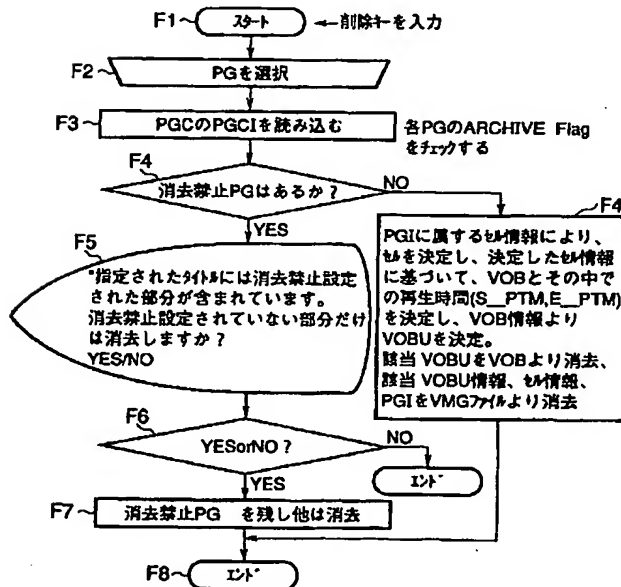 F1 スタート ←削除キーを入力
F2 PGを選択
F3 PGCのPGCIを読み込む
各PGのARCHIVE Flag
をチェックする
F4
消去禁止PGはあるか？
NO
YES
F4
PGIに属するセル情報により、
セルを決定し、決定したセル情報
に基づいて、VOBとその中で
の再生時間(S__PTM,E__PTM)
を決定し、VOB情報より
VOBUを決定。
該当 VOBUをVOBより消去、
該当 VOBU情報、セル情報、
PGIをVMGファイルより消去
F5
"指定されたタイトルには消去禁止設定
された部分が含まれています。
消去禁止設定されていない部分だけ
は消去しますか？
YES/NO
F6
YESorNO？
NO
エンド
YES
F7 消去禁止PG を残し他は消去
F8 エンド